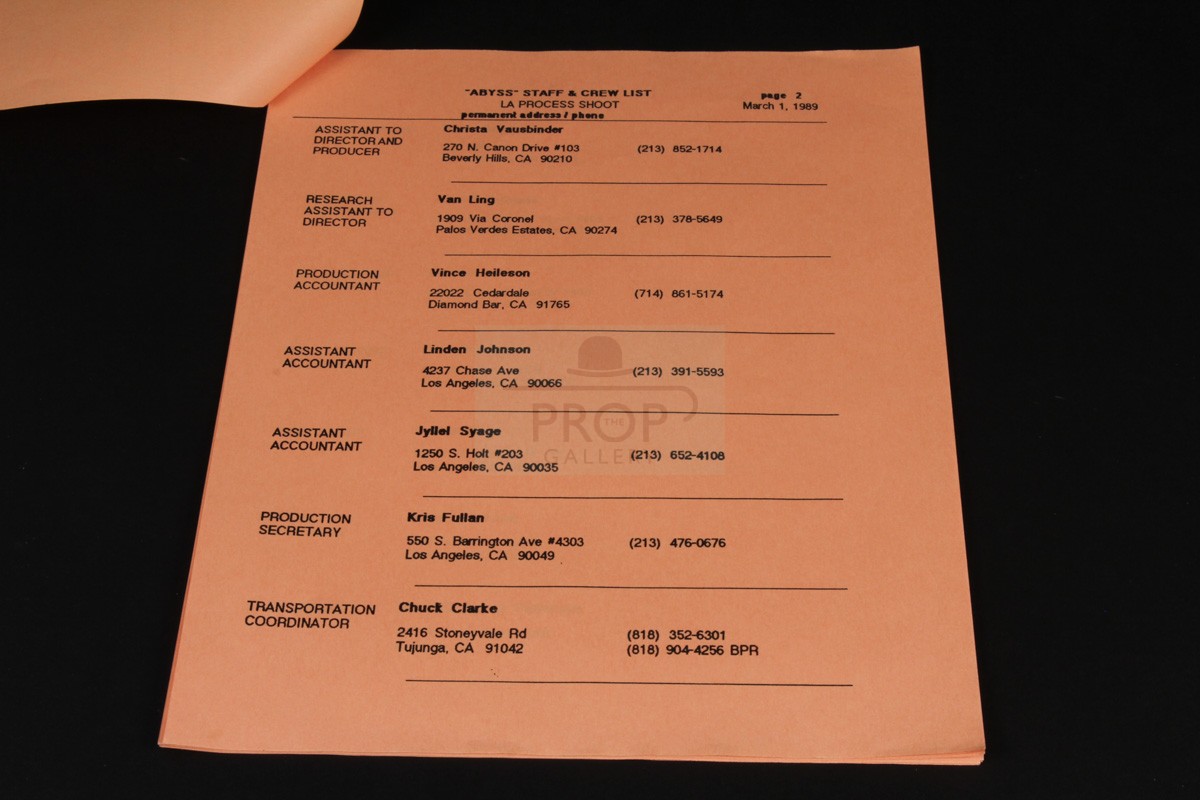 "ABYSS" STAFF & CREW LIST page 2
LA PROCESS SHOOT March 1, 1989
permanent address / phone
ASSISTANT TO Christa Vausbinder
DIRECTOR AND
PRODUCER
270 N. Canon Drive #103 (213) 852-1714
Beverly Hills, CA 90210
RESEARCH Van Ling
ASSISTANT TO
DIRECTOR
1909 Via Coronel (213) 378-5649
Palos Verdes Estates, CA 90274
PRODUCTION Vince Heileson
ACCOUNTANT
22022 Cedardale (714) 861-5174
Diamond Bar, CA 91765
ASSISTANT Linden Johnson
ACCOUNTANT
4237 Chase Ave (213) 391-5593
Los Angeles, CA 90066
ASSISTANT Jyllel Syage
ACCOUNTANT
1250 S. Holt #203 (213) 652-4108
Los Angeles, CA 90035
PRODUCTION Kris Fullan
SECRETARY
550 S. Barrington Ave #4303 (213) 476-0676
Los Angeles, CA 90049
TRANSPORTATION Chuck Clarke
COORDINATOR
2416 Stoneyvale Rd (818) 352-6301
Tujunga, CA 91042 (818) 904-4256 BPR
THE
PROP
GALLERY